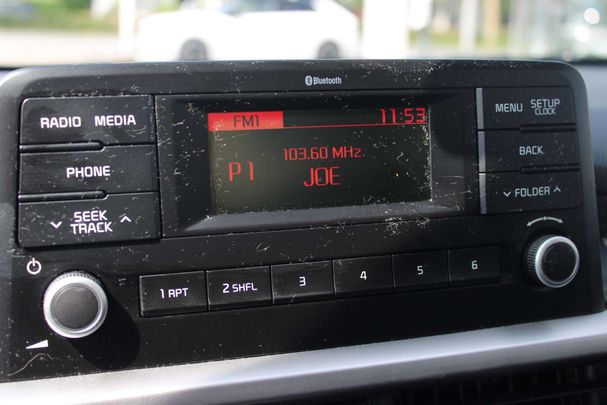 Bluetooth
RADIO MEDIA
FM1 11:53
MENU SETUP
CLOCK
103.60 MHz
P1 JOE
PHONE
BACK
SEEK
TRACK
FOLDER
1 RPT 2 SHFL 3 4 5 6